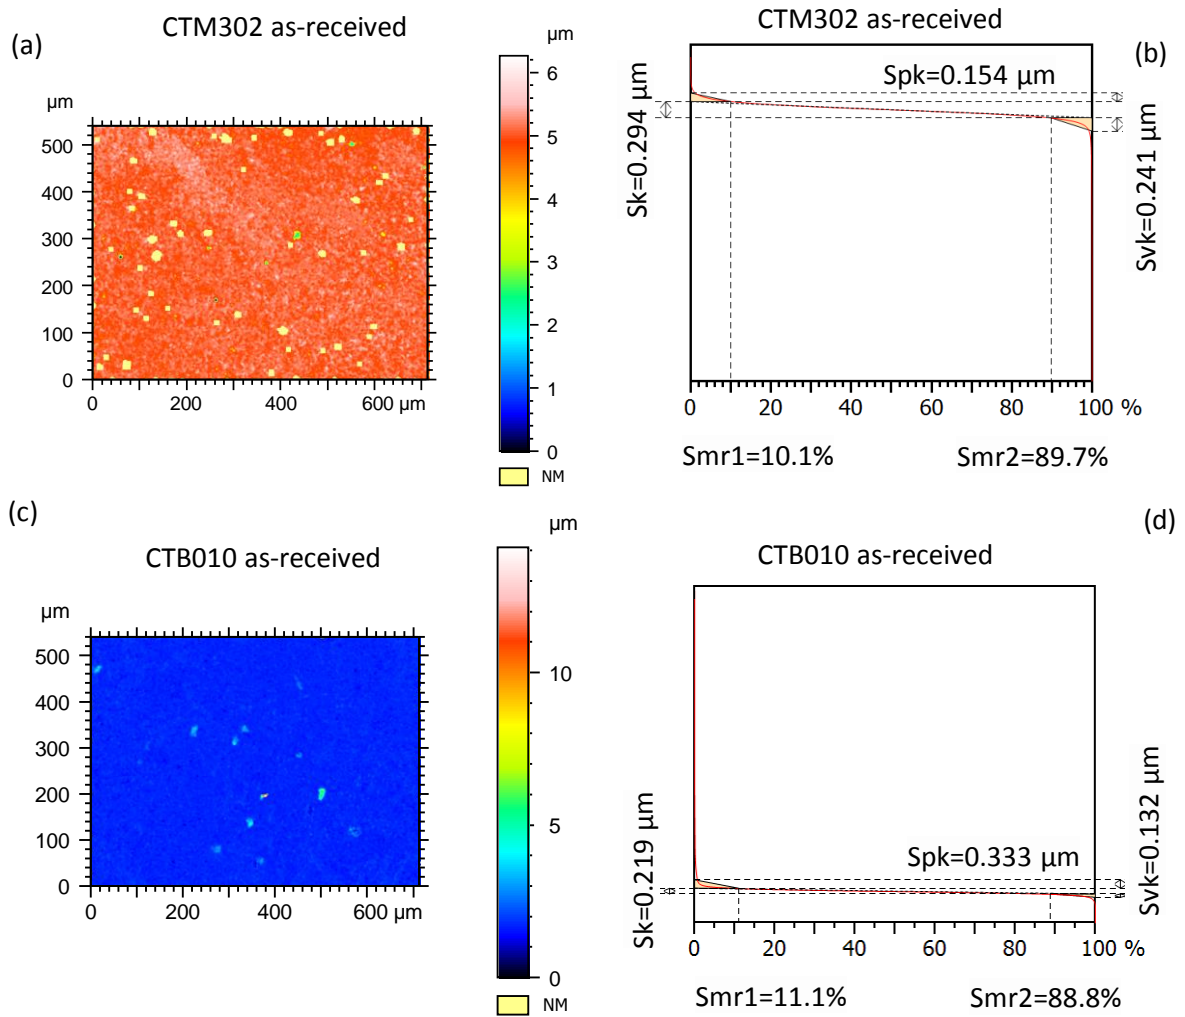 (a)
CTM302 as-received
µm
µm
500
400
300
200
100
0
0 200 400 600 µm
6
5
4
3
2
1
0
NM
CTM302 as-received
(b)
Spk=0.154 µm
Sk=0.294 µm
Svk=0.241 µm
0 20 40 60 80 100 %
Smr1=10.1% Smr2=89.7%
(c)
CTB010 as-received
µm
µm
500
400
300
200
100
0
0 200 400 600 µm
10
5
0
NM
(d)
CTB010 as-received
Spk=0.333 µm
Sk=0.219 µm
Svk=0.132 µm
0 20 40 60 80 100 %
Smr1=11.1% Smr2=88.8%